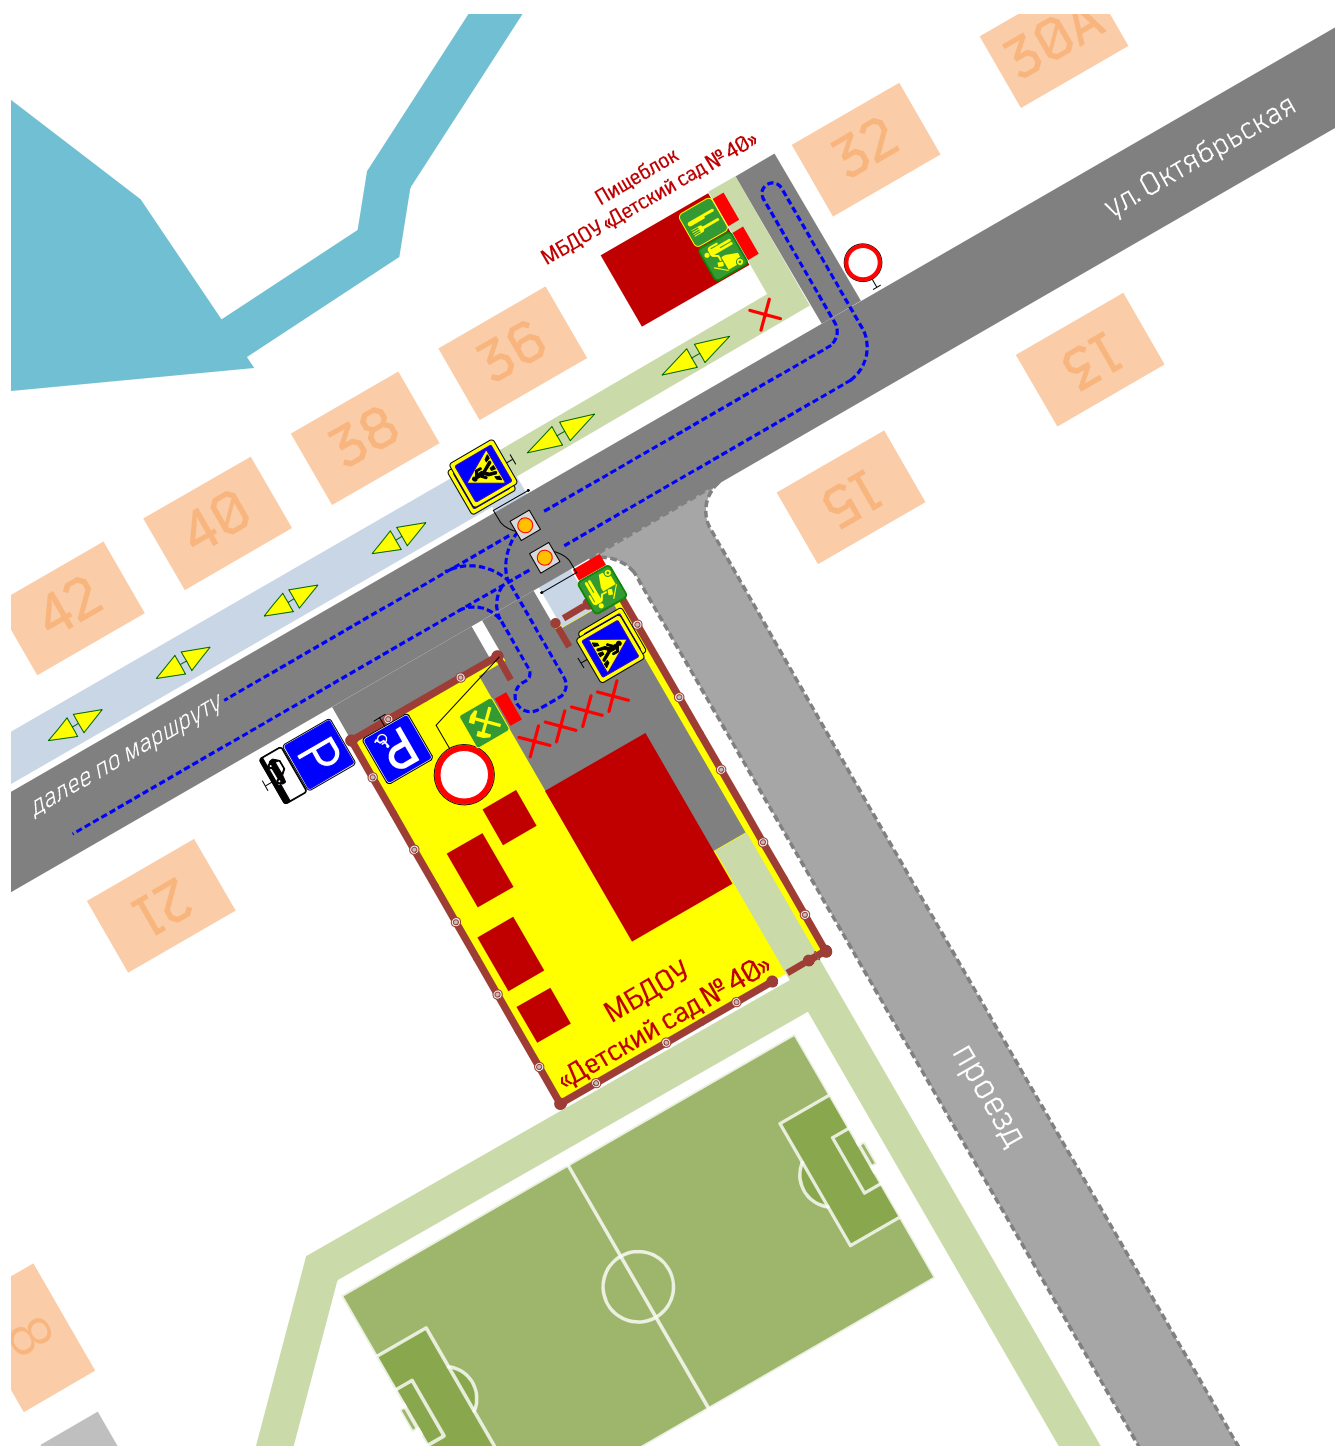 30А
ул. Октябрьская
32
Пищеблок
МБДОУ «Детский сад № 40»
36
13
38
15
40
42
далее по маршруту
P
P
21
МБДОУ
«Детский сад № 40»
проезд
8